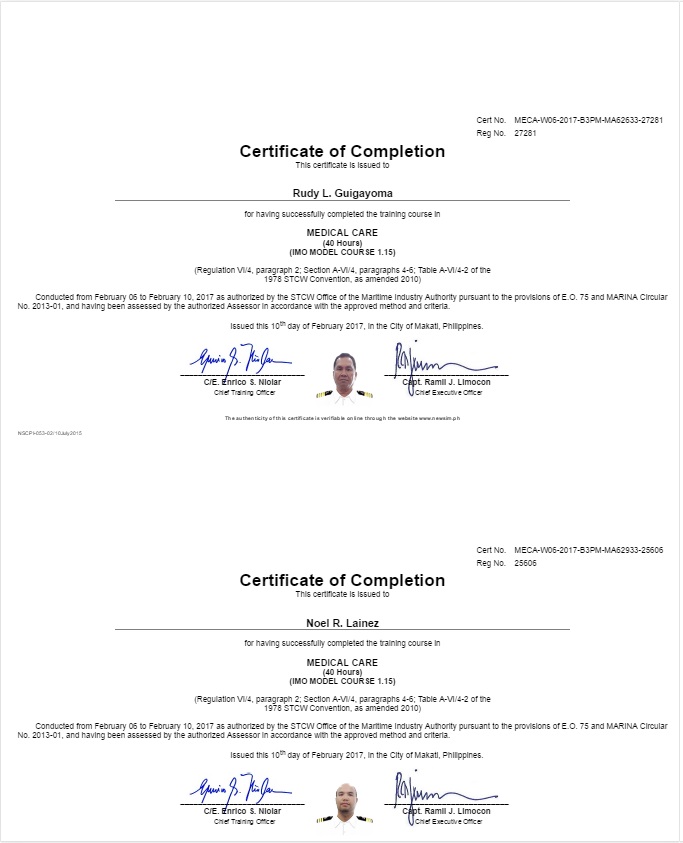 Cert No. MECA-W06-2017-B3PM-MA62633-27281
Reg No. 27281
Certificate of Completion
This certificate is issued to
Rudy L. Guigayoma
for having successfully completed the training course in
MEDICAL CARE
(40 Hours)
(IMO MODEL COURSE 1.15)
(Regulation VI/4, paragraph 2; Section A-VI/4, paragraphs 4-6; Table A-VI/4-2 of the
1978 STCW Convention, as amended 2010)
Conducted from February 06 to February 10, 2017 as authorized by the STCW Office of the Maritime Industry Authority pursuant to the provisions of E.O. 75 and MARINA Circular
No. 2013-01, and having been assessed by the authorized Assessor in accordance with the approved method and criteria.
Issued this 10th day of February 2017, in the City of Makati, Philippines.
C/E. Enrico S. Niolar Capt. Ramil J. Limocon
Chief Training Officer Chief Executive Officer
The authenticity of this certificate is verifiable online through the website www.newsim.ph
NSCPI-053-02/10July2015
Cert No. MECA-W06-2017-B3PM-MA62933-25606
Reg No. 25606
Certificate of Completion
This certificate is issued to
Noel R. Lainez
for having successfully completed the training course in
MEDICAL CARE
(40 Hours)
(IMO MODEL COURSE 1.15)
(Regulation VI/4, paragraph 2; Section A-VI/4, paragraphs 4-6; Table A-VI/4-2 of the
1978 STCW Convention, as amended 2010)
Conducted from February 06 to February 10, 2017 as authorized by the STCW Office of the Maritime Industry Authority pursuant to the provisions of E.O. 75 and MARINA Circular
No. 2013-01, and having been assessed by the authorized Assessor in accordance with the approved method and criteria.
Issued this 10th day of February 2017, in the City of Makati, Philippines.
C/E. Enrico S. Niolar Capt. Ramil J. Limocon
Chief Training Officer Chief Executive Officer